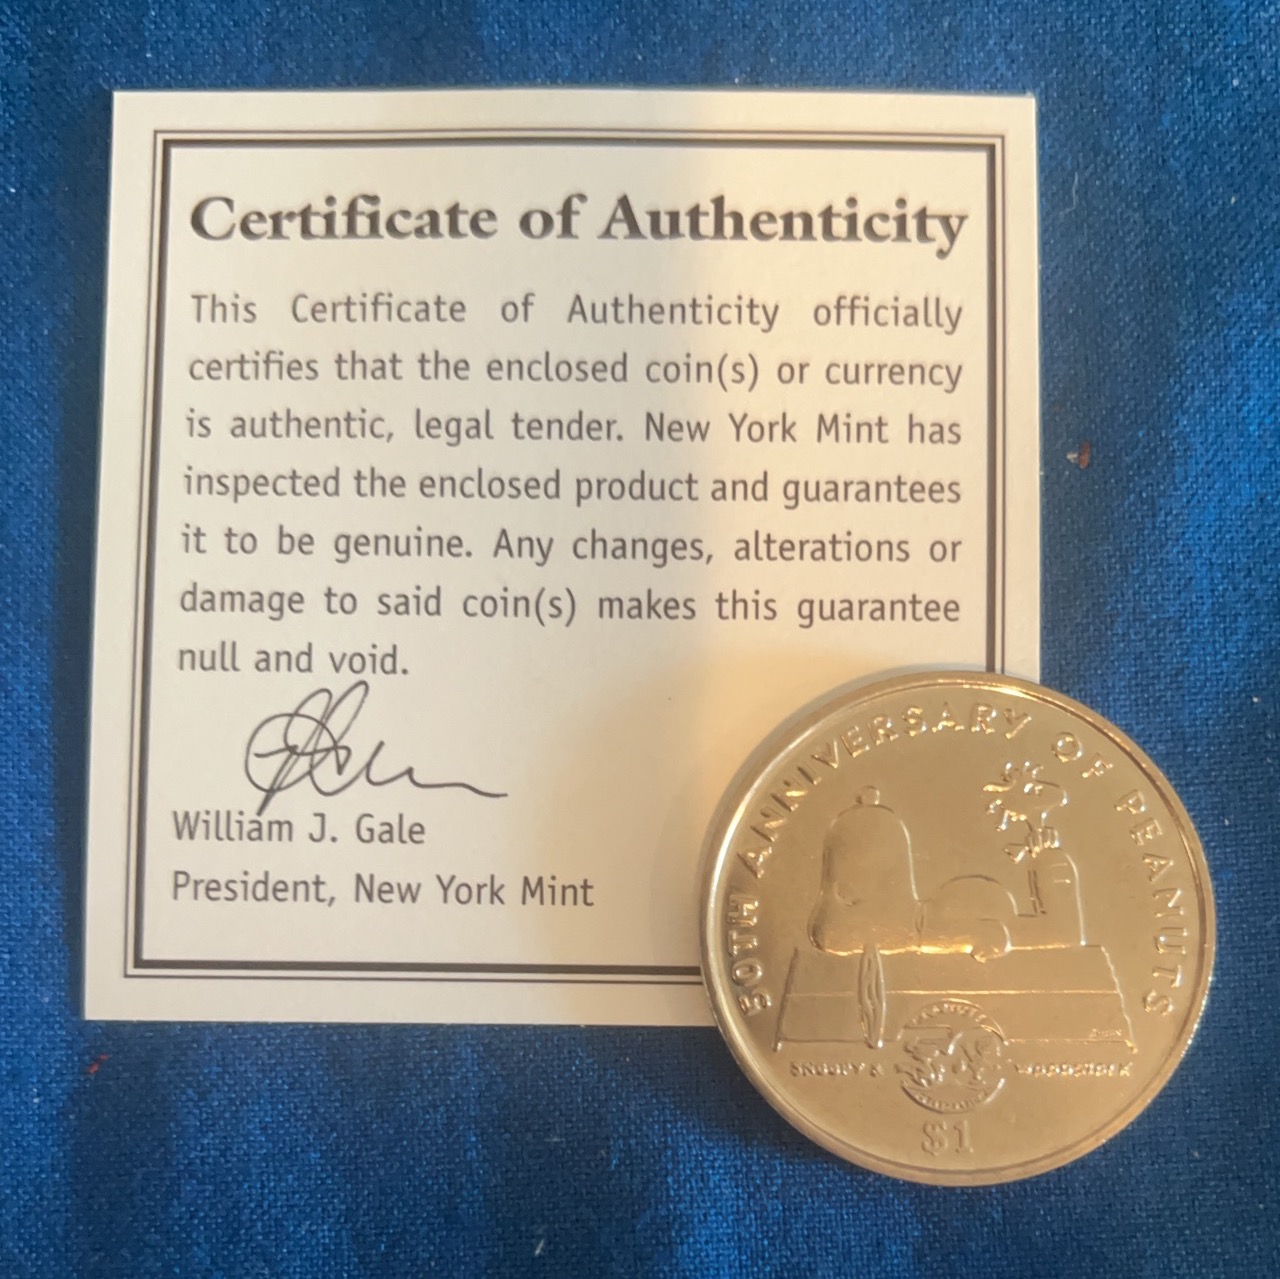 Certificate of Authenticity
This Certificate of Authenticity officially
certifies that the enclosed coin(s) or currency
is authentic, legal tender. New York Mint has
inspected the enclosed product and guarantees
it to be genuine. Any changes, alterations or
damage to said coin(s) makes this guarantee
null and void.
William J. Gale
President, New York Mint
50TH ANNIVERSARY OF PEANUTS
SNOOPY & WOODSTOCK
$1